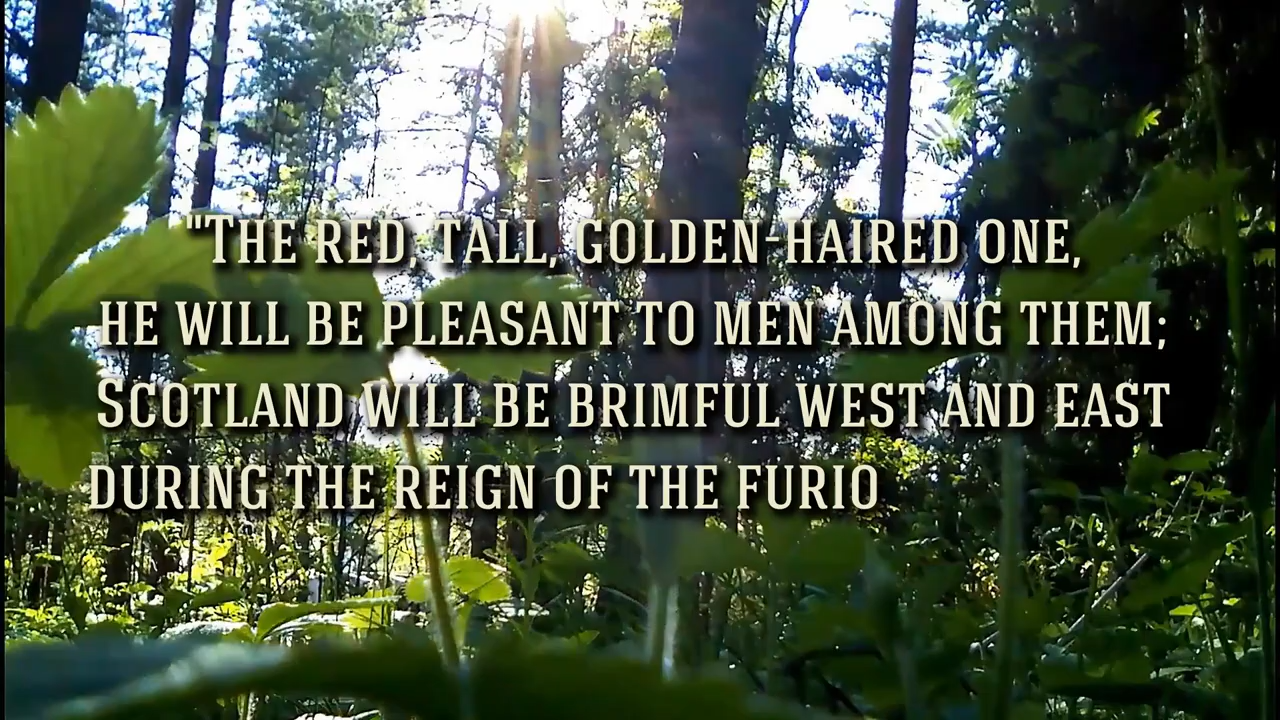 "The red, tall, golden-haired one,
he will be pleasant to men among them;
Scotland will be brimful west and east
during the reign of the furio